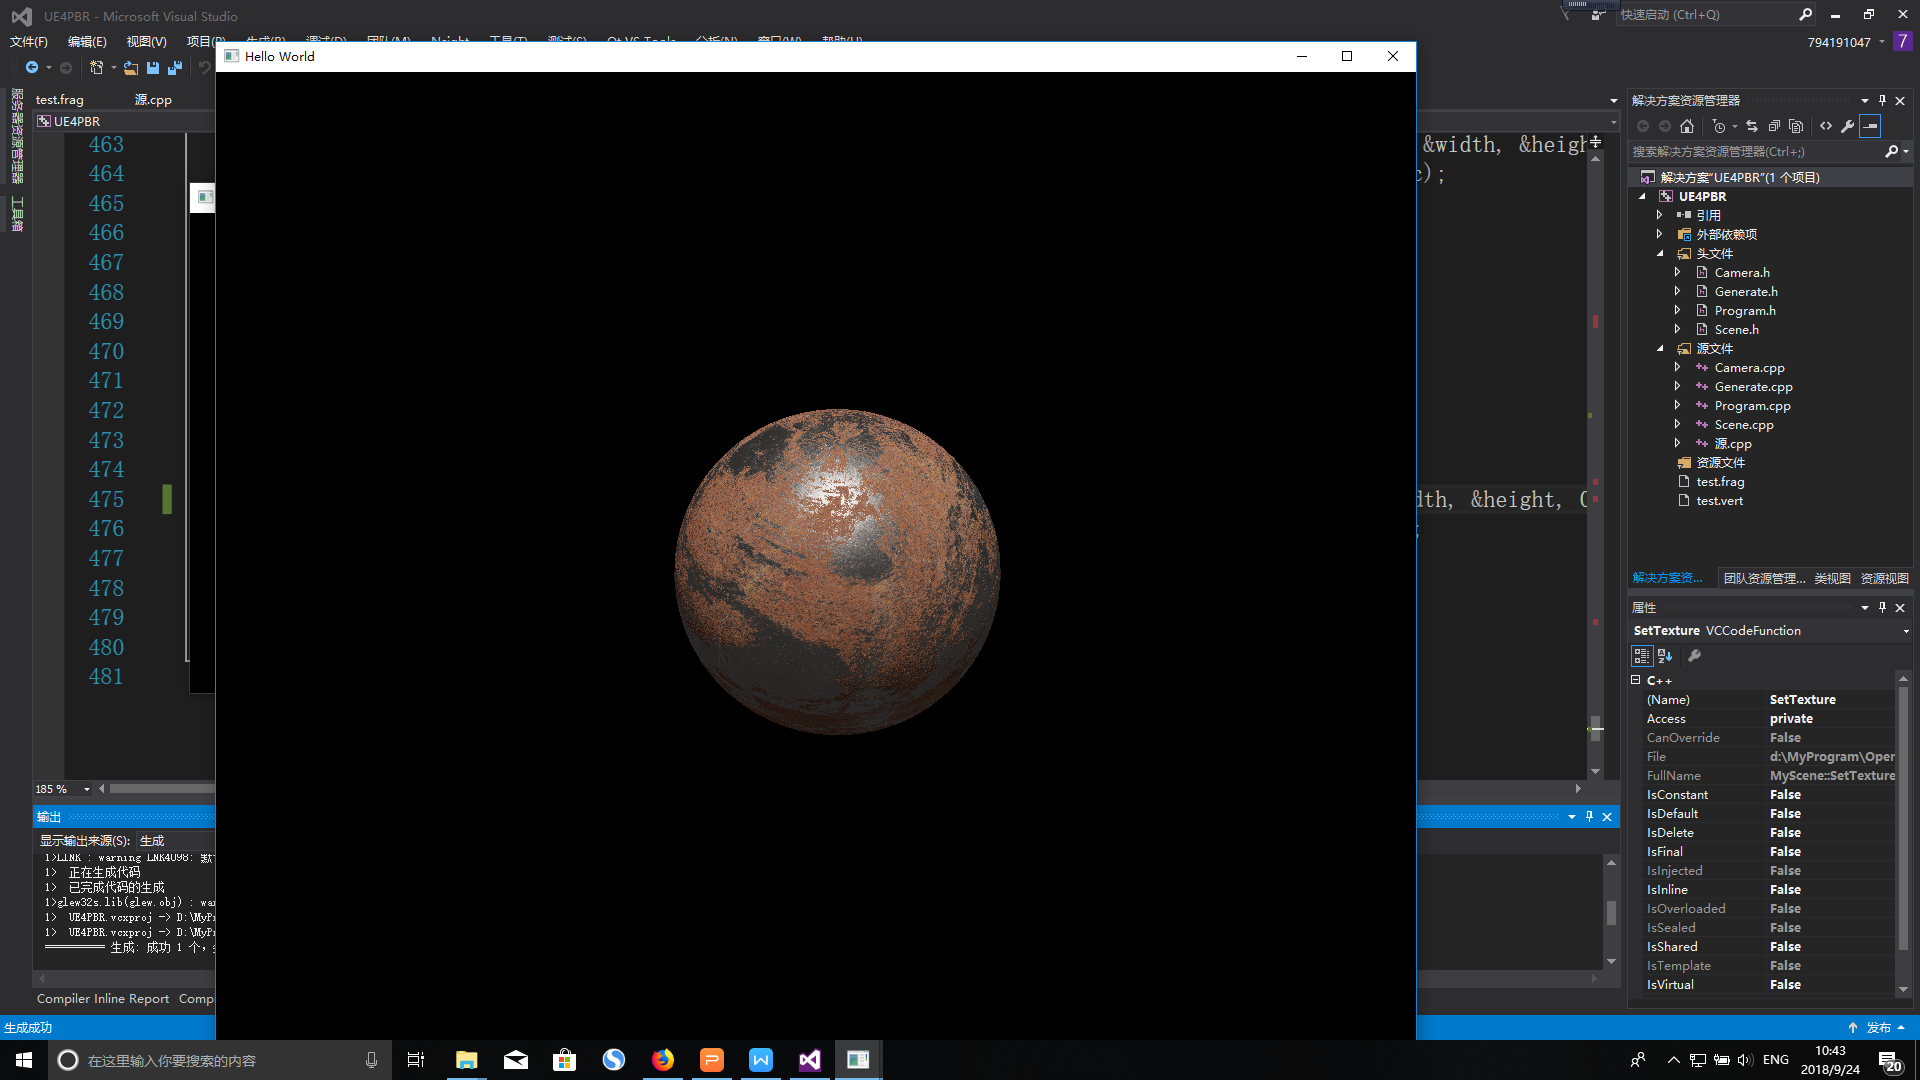 UE4PBR - Microsoft Visual Studio
快速启动 (Ctrl+Q)
文件(F) 编辑(E) 视图(V) 项目(P)
794191047
7
Hello World
test.frag 源.cpp
UE4PBR
服务器资源管理器
工具箱
463
464
465
466
467
468
469
470
471
472
473
474
475
476
477
478
479
480
481
&width, &heigh
c);
dth, &height, 0
;
185 %
输出
显示输出来源(S): 生成
1>LINK : warning LNK4098: 默
1> 正在生成代码
1> 已完成代码的生成
1>glew32s.lib(glew.obj) : wa
1> UE4PBR.vcxproj -> D:\MyP
1> UE4PBR.vcxproj -> D:\MyP
========== 生成: 成功 1 个，
Compiler Inline Report Comp
生成成功
解决方案资源管理器
搜索解决方案资源管理器(Ctrl+;)
解决方案"UE4PBR"(1 个项目)
UE4PBR
引用
外部依赖项
头文件
Camera.h
Generate.h
Program.h
Scene.h
源文件
Camera.cpp
Generate.cpp
Program.cpp
Scene.cpp
源.cpp
资源文件
test.frag
test.vert
解决方案资... 团队资源管理... 类视图 资源视图
属性
SetTexture VCCodeFunction
C++
(Name) SetTexture
Access private
CanOverride False
File d:\MyProgram\Oper
FullName MyScene::SetTexture
IsConstant False
IsDefault False
IsDelete False
IsFinal False
IsInjected False
IsInline False
IsOverloaded False
IsSealed False
IsShared False
IsTemplate False
IsVirtual False
发布
在这里输入你要搜索的内容
ENG
10:43
2018/9/24
20